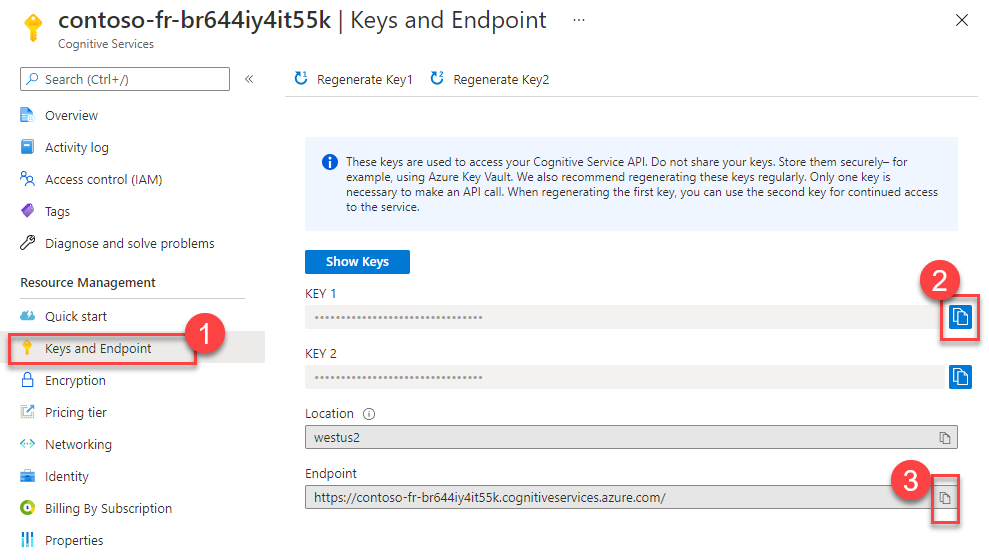 contoso-fr-br644iy4it55k | Keys and Endpoint ...
Cognitive Services
Search (Ctrl+/)
«
Regenerate Key1
Regenerate Key2
Overview
Activity log
Access control (IAM)
Tags
Diagnose and solve problems
Resource Management
Quick start
Keys and Endpoint
1
Encryption
Pricing tier
Networking
Identity
Billing By Subscription
Properties
These keys are used to access your Cognitive Service API. Do not share your keys. Store them securely– for
example, using Azure Key Vault. We also recommend regenerating these keys regularly. Only one key is
necessary to make an API call. When regenerating the first key, you can use the second key for continued access
to the service.
Show Keys
2
KEY 1
••••••••••••••••••••••••••••••••
KEY 2
••••••••••••••••••••••••••••••••
Location
westus2
Endpoint
3
https://contoso-fr-br644iy4it55k.cognitiveservices.azure.com/